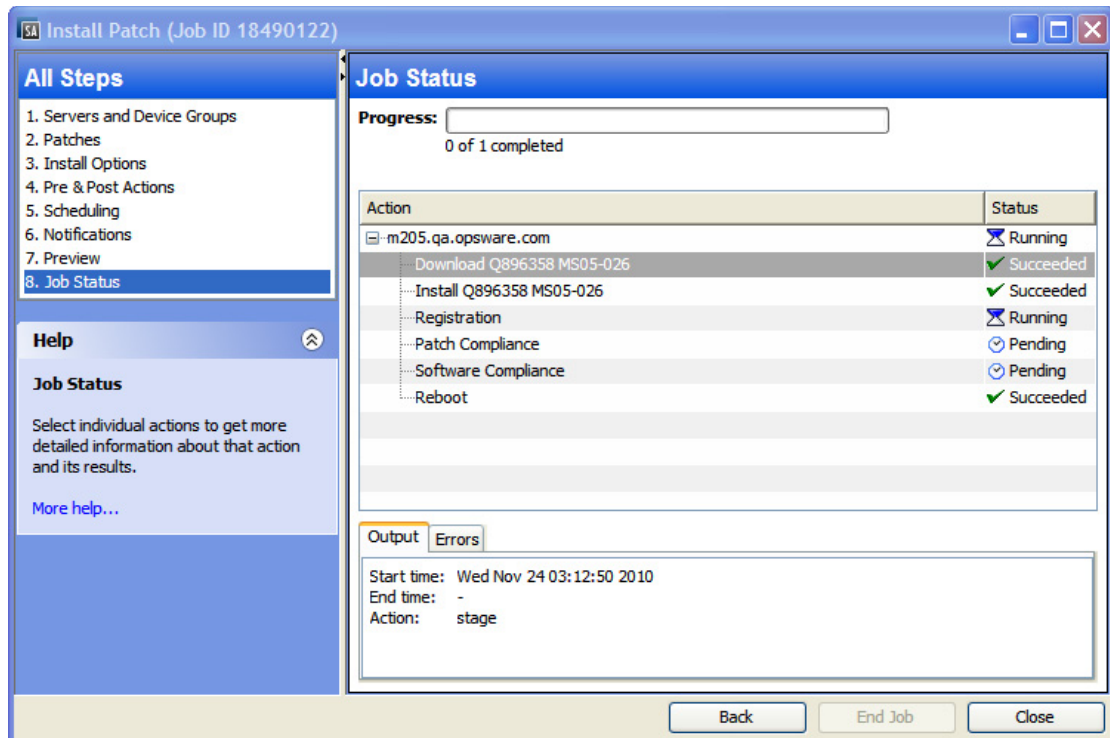 SA Install Patch (Job ID 18490122)
All Steps
1. Servers and Device Groups
2. Patches
3. Install Options
4. Pre & Post Actions
5. Scheduling
6. Notifications
7. Preview
8. Job Status
Help
Job Status
Select individual actions to get more
detailed information about that action
and its results.
More help...
Job Status
Progress:
0 of 1 completed
Action Status
m205.qa.opsware.com Running
Download Q896358 MS05-026 Succeeded
Install Q896358 MS05-026 Succeeded
Registration Running
Patch Compliance Pending
Software Compliance Pending
Reboot Succeeded
Output Errors
Start time: Wed Nov 24 03:12:50 2010
End time: -
Action: stage
Back End Job Close